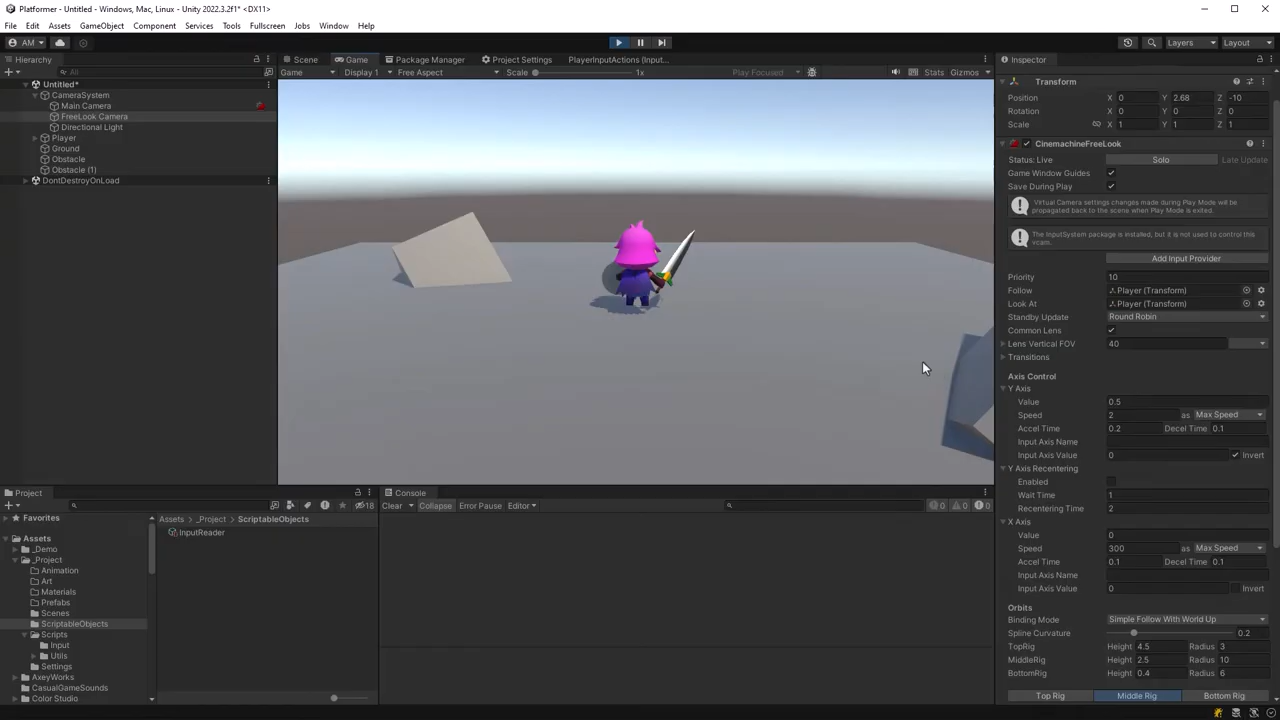 Platformer - Untitled - Windows, Mac, Linux - Unity 2022.3.2f1* <DX11>
File Edit Assets GameObject Component Services Tools Fullscreen Jobs Window Help
AM Layers Layout
Hierarchy Scene Game Package Manager Project Settings PlayerInputActions (Input... Inspector
All Game Display 1 Free Aspect Scale 1x Play Focused Stats Gizmos
Untitled*
CameraSystem
Main Camera
FreeLook Camera
Directional Light
Player
Ground
Obstacle
Obstacle (1)
DontDestroyOnLoad
Transform
Position X 0 Y 2.68 Z -10
Rotation X 0 Y 0 Z 0
Scale X 1 Y 1 Z 1
CinemachineFreeLook
Status: Live Solo Late Update
Game Window Guides
Save During Play
Virtual Camera settings changes made during Play Mode will be
propagated back to the scene when Play Mode is exited.
The InputSystem package is installed, but it is not used to control this
vcam.
Add Input Provider
Priority 10
Follow Player (Transform)
Look At Player (Transform)
Standby Update Round Robin
Common Lens
Lens Vertical FOV 40
Transitions
Axis Control
Y Axis
Value 0.5
Speed 2 as Max Speed
Accel Time 0.2 Decel Time 0.1
Input Axis Name
Input Axis Value 0 Invert
Y Axis Recentering
Enabled
Wait Time 1
Recentering Time 2
X Axis
Value 0
Speed 300 as Max Speed
Accel Time 0.1 Decel Time 0.1
Input Axis Name
Input Axis Value 0 Invert
Orbits
Binding Mode Simple Follow With World Up
Spline Curvature 0.2
TopRig Height 4.5 Radius 3
MiddleRig Height 2.5 Radius 10
BottomRig Height 0.4 Radius 6
Top Rig Middle Rig Bottom Rig
Project
18
Favorites
Assets
_Demo
_Project
Animation
Art
Materials
Prefabs
Scenes
ScriptableObjects
Scripts
Input
Utils
Settings
AxeyWorks
CasualGameSounds
Color Studio
Assets _Project ScriptableObjects
InputReader
Console
Clear Collapse Error Pause Editor 0 0 0